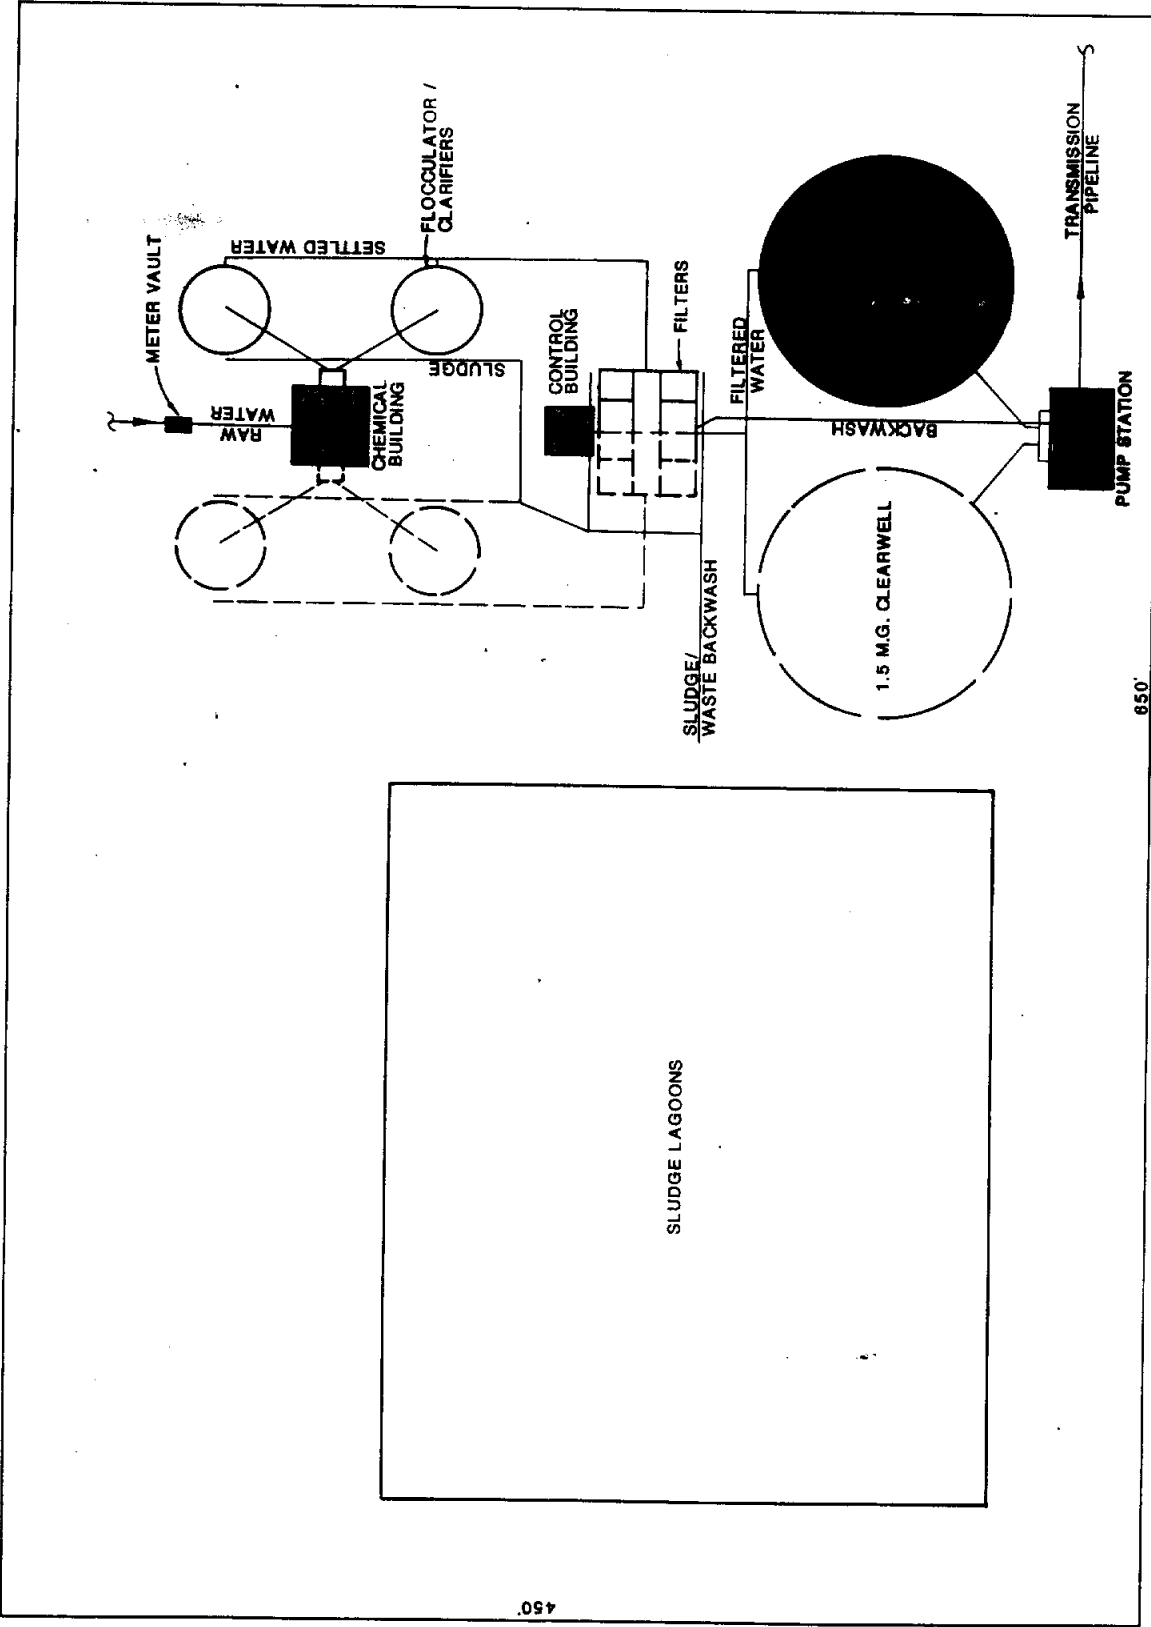 METER VAULT
RAW
WATER
CHEMICAL
BUILDING
SETTLED WATER
FLOCCULATOR /
CLARIFIERS
SLUDGE
CONTROL
BUILDING
FILTERS
FILTERED
WATER
BACKWASH
SLUDGE/
WASTE BACKWASH
1.5 M.G. CLEARWELL
TRANSMISSION
PIPELINE
PUMP STATION
SLUDGE LAGOONS
650'
450'